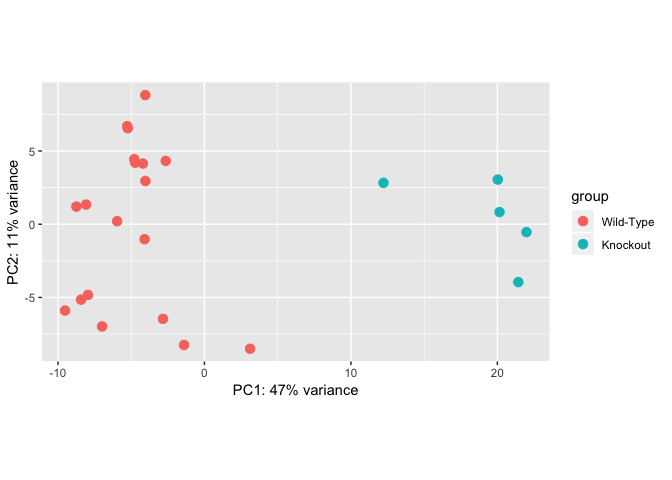 5
0
-5
-10
0
10
20
PC1: 47% variance
PC2: 11% variance
group
Wild-Type
Knockout